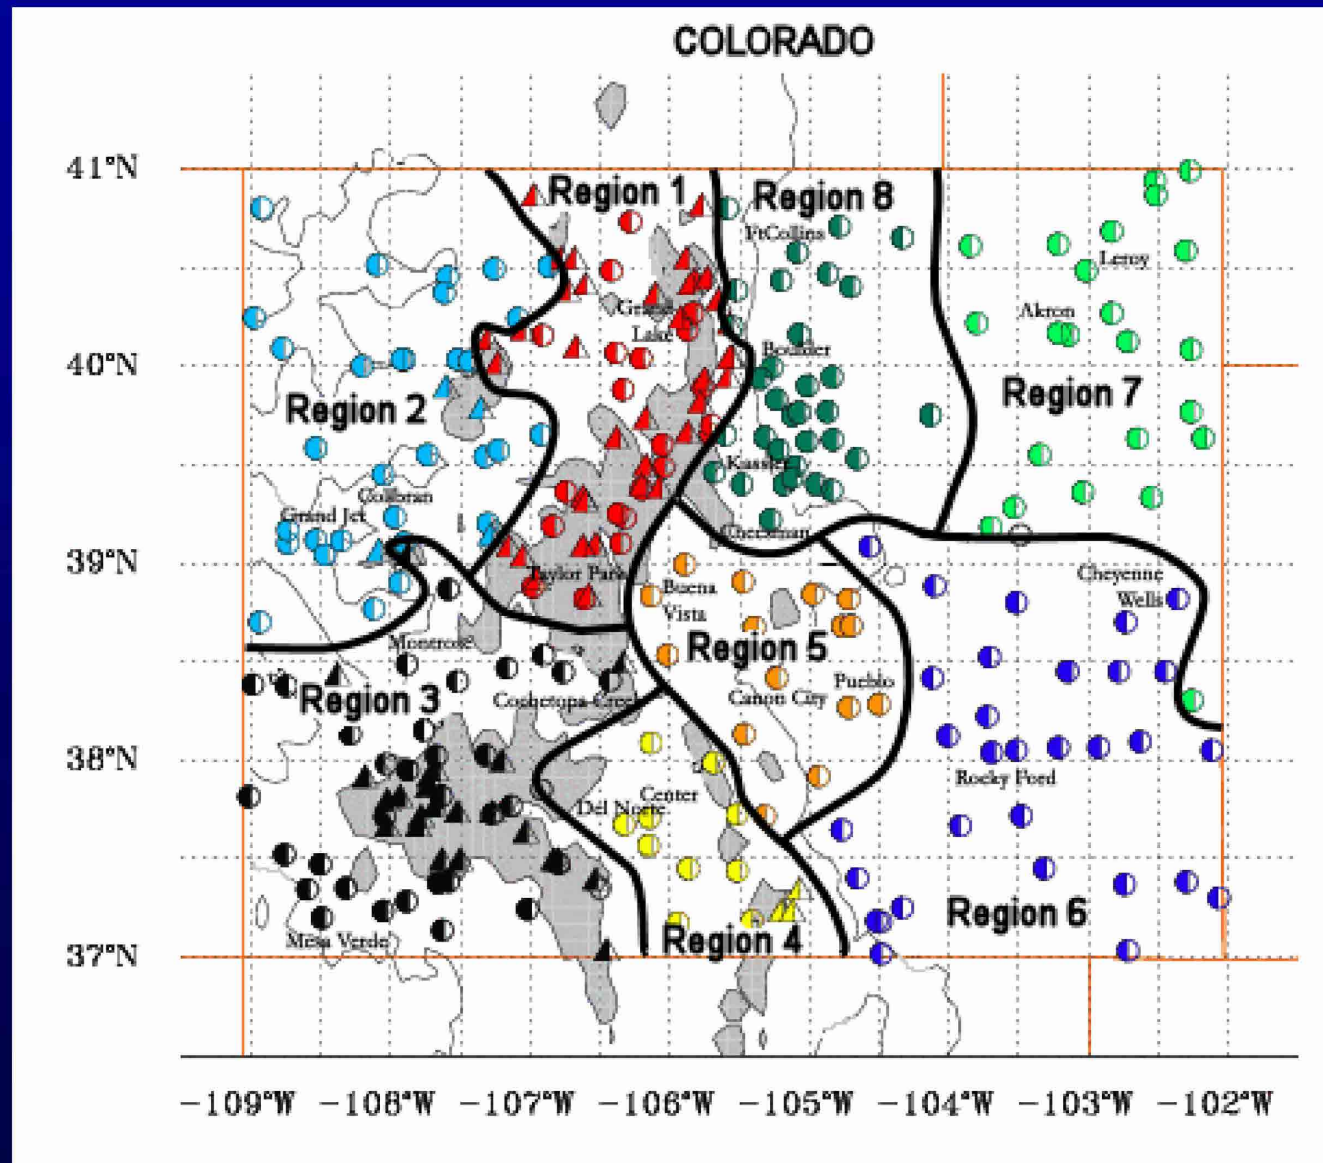 COLORADO
41°N
Region 1
Region 8
FtCollins
Leroy
Grand
Lake
Akron
Boulder
40°N
Region 7
Region 2
Kassler
Collbran
Grand Jct
Cheesman
39°N
Taylor Park
Cheyenne
Wells
Buena
Vista
Montrose
Region 5
Pueblo
Region 3
Cochetopa Creek
Canon City
38°N
Rocky Ford
Center
Del Norte
Region 6
Mesa Verde
Region 4
37°N
-109°W -108°W -107°W -106°W -105°W -104°W -103°W -102°W